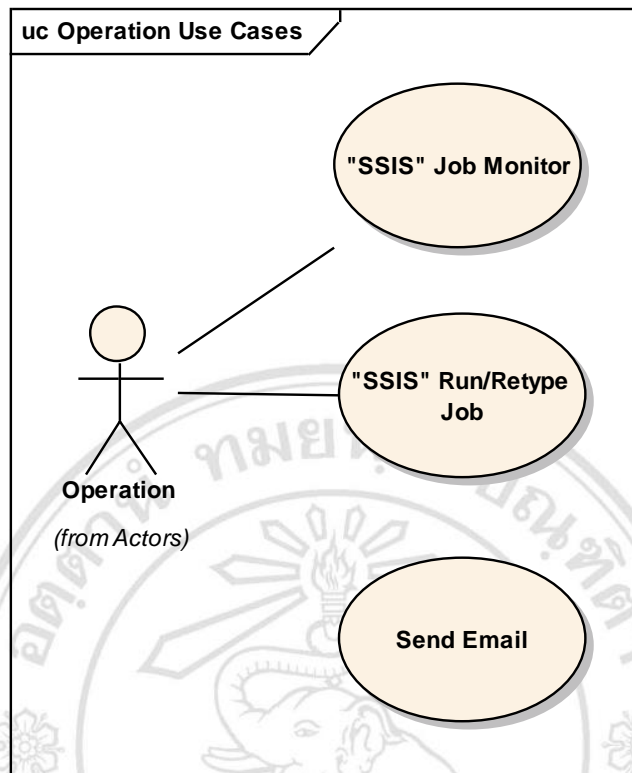 uc Operation Use Cases
"SSIS" Job Monitor
"SSIS" Run/Retype
Job
Operation
(from Actors)
Send Email